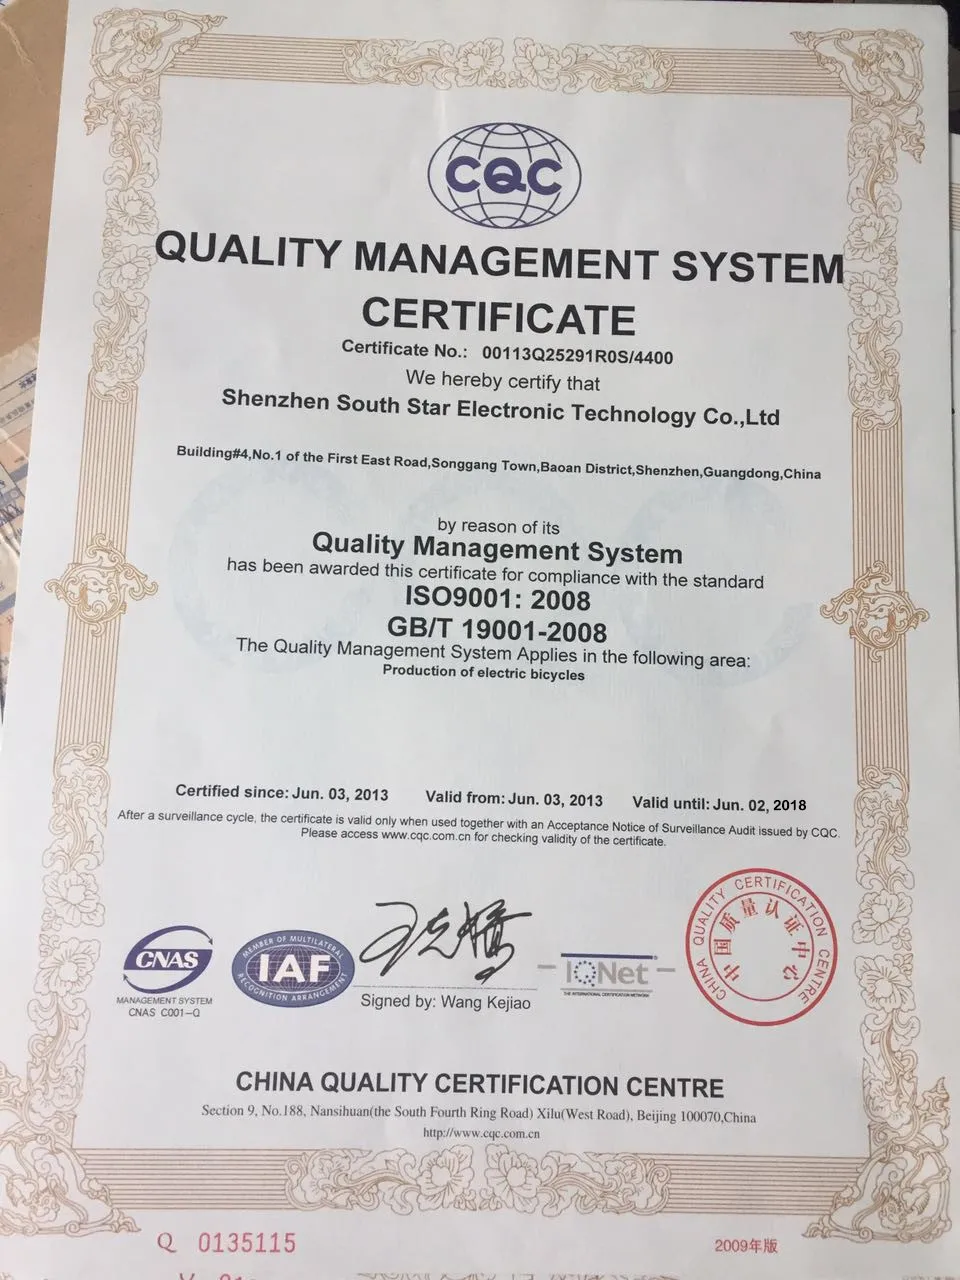 CQC
QUALITY MANAGEMENT SYSTEM
CERTIFICATE
Certificate No.: 00113Q25291R0S/4400
We hereby certify that
Shenzhen South Star Electronic Technology Co.,Ltd
Building#4,No.1 of the First East Road,Songgang Town,Baoan District,Shenzhen,Guangdong,China
by reason of its
Quality Management System
has been awarded this certificate for compliance with the standard
ISO9001: 2008
GB/T 19001-2008
The Quality Management System Applies in the following area:
Production of electric bicycles
Certified since: Jun. 03, 2013 Valid from: Jun. 03, 2013 Valid until: Jun. 02, 2018
After a surveillance cycle, the certificate is valid only when used together with an Acceptance Notice of Surveillance Audit issued by CQC.
Please access www.cqc.com.cn for checking validity of the certificate.
CNAS
MANAGEMENT SYSTEM
CNAS C001-Q
MEMBER OF MULTILATERAL
IAF
RECOGNITION ARRANGEMENT
Signed by: Wang Kejiao
IQNet
THE INTERNATIONAL CERTIFICATION NETWORK
CHINA QUALITY CERTIFICATION CENTRE
中国质量认证中心
CHINA QUALITY CERTIFICATION CENTRE
Section 9, No.188, Nansihuan(the South Fourth Ring Road) Xilu(West Road), Beijing 100070,China
http://www.cqc.com.cn
Q 0135115
2009年版